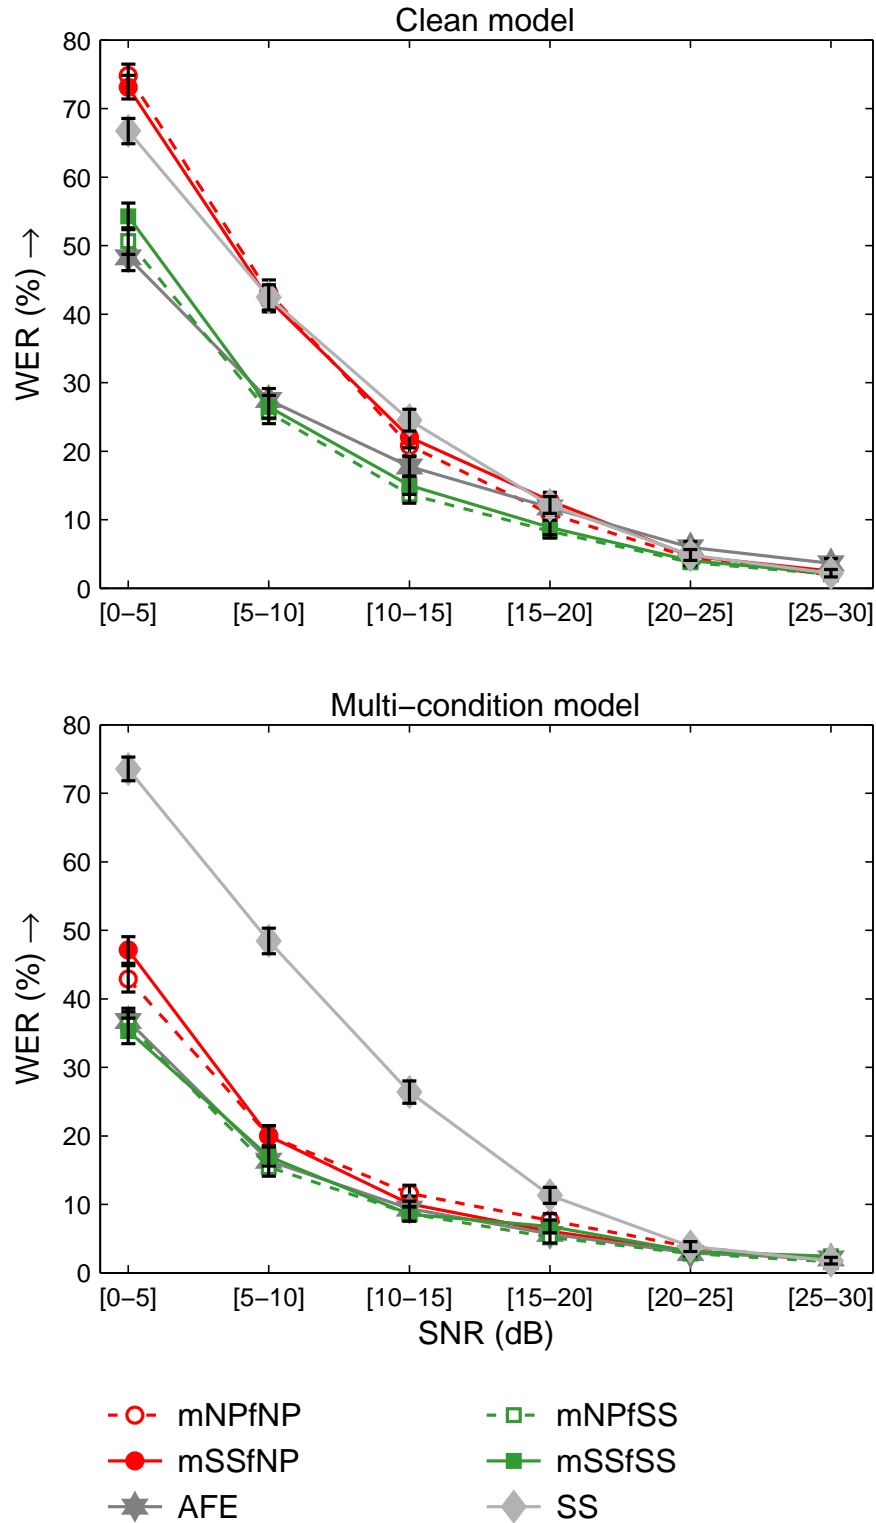 Clean model
80
70
60
50
40
30
20
10
0
WER (%) →
[0–5] [5–10] [10–15] [15–20] [20–25] [25–30]
Multi−condition model
80
70
60
50
40
30
20
10
0
WER (%) →
[0–5] [5–10] [10–15] [15–20] [20–25] [25–30]
SNR (dB)
mNPfNP mNPfSS
mSSfNP mSSfSS
AFE SS